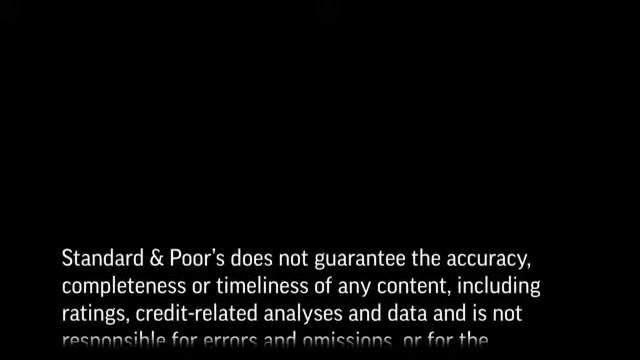 Standard & Poor's does not guarantee the accuracy,
completeness or timeliness of any content, including
ratings, credit-related analyses and data and is not
responsible for errors and omissions, or for the